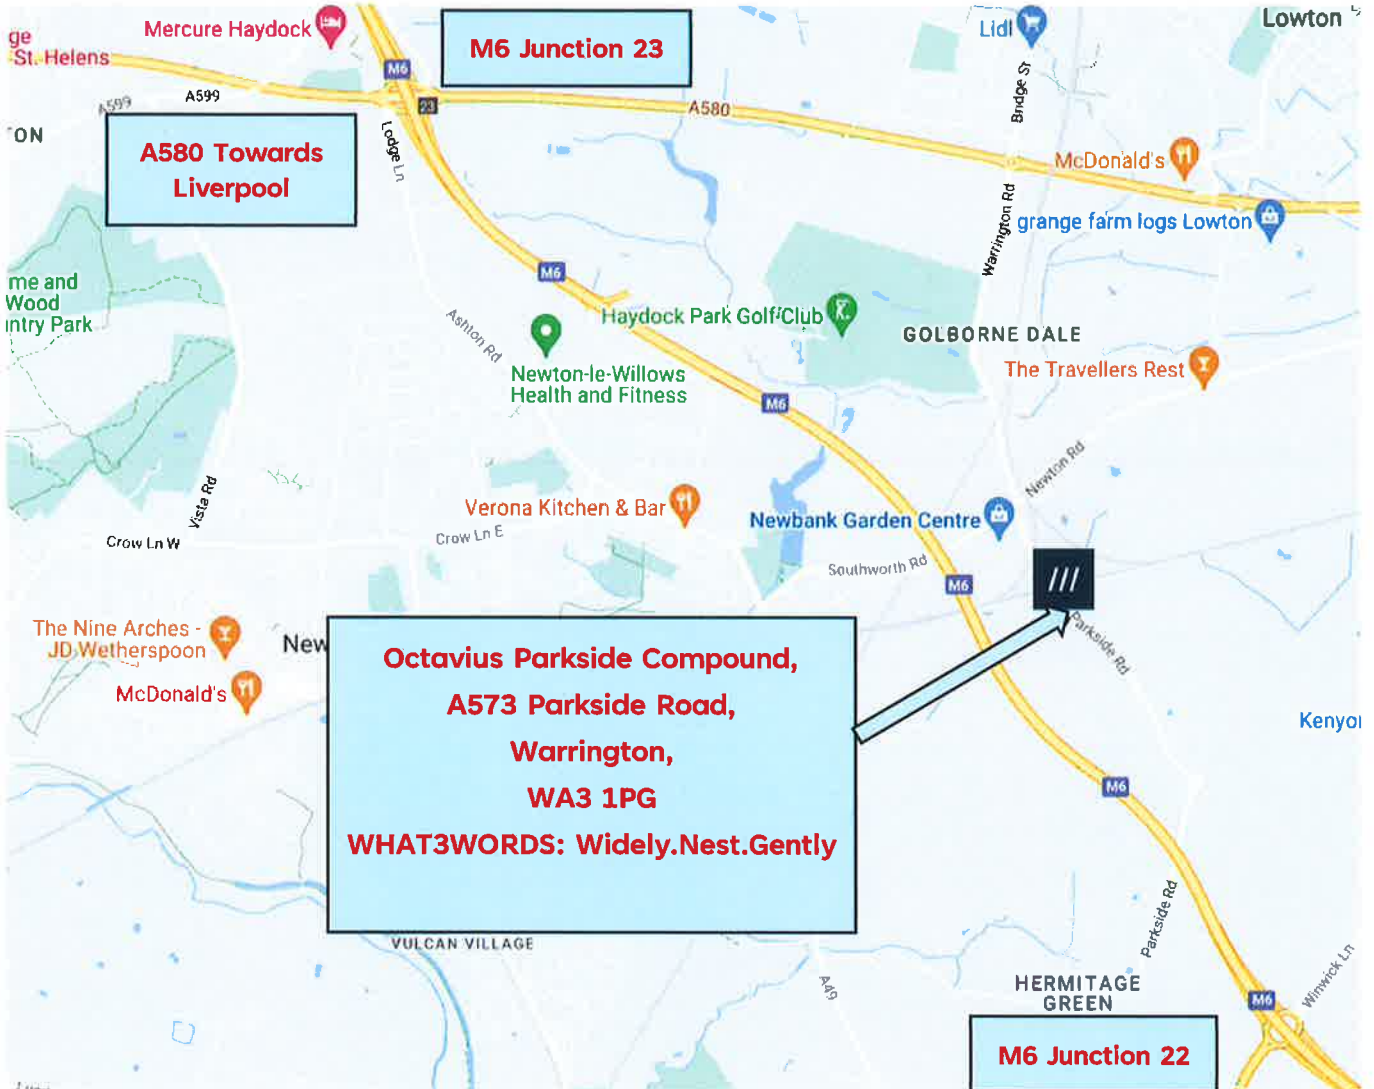 Mercure Haydock
M6 Junction 23
Lidl
Lowton
ge
-St. Helens
M6
A599
A599
23
A580
Bridge St
TON
A580 Towards
Liverpool
Lodge Ln
McDonald's
Warrington Rd
grange farm logs Lowton
me and
Wood
ntry Park
M6
Haydock Park Golf Club
GOLBORNE DALE
Ashton Rd
Newton-le-Willows
Health and Fitness
The Travellers Rest
M6
Newton Rd
Vista Rd
Verona Kitchen & Bar
Newbank Garden Centre
Crow Ln W
Crow Ln E
Southworth Rd
M6
///
The Nine Arches -
JD Wetherspoon
New
Parkside Rd
McDonald's
Octavius Parkside Compound,
A573 Parkside Road,
Warrington,
WA3 1PG
WHAT3WORDS: Widely.Nest.Gently
Kenyo
M6
Parkside Rd
VULCAN VILLAGE
A49
HERMITAGE
GREEN
Winwick Ln
M6
M6 Junction 22